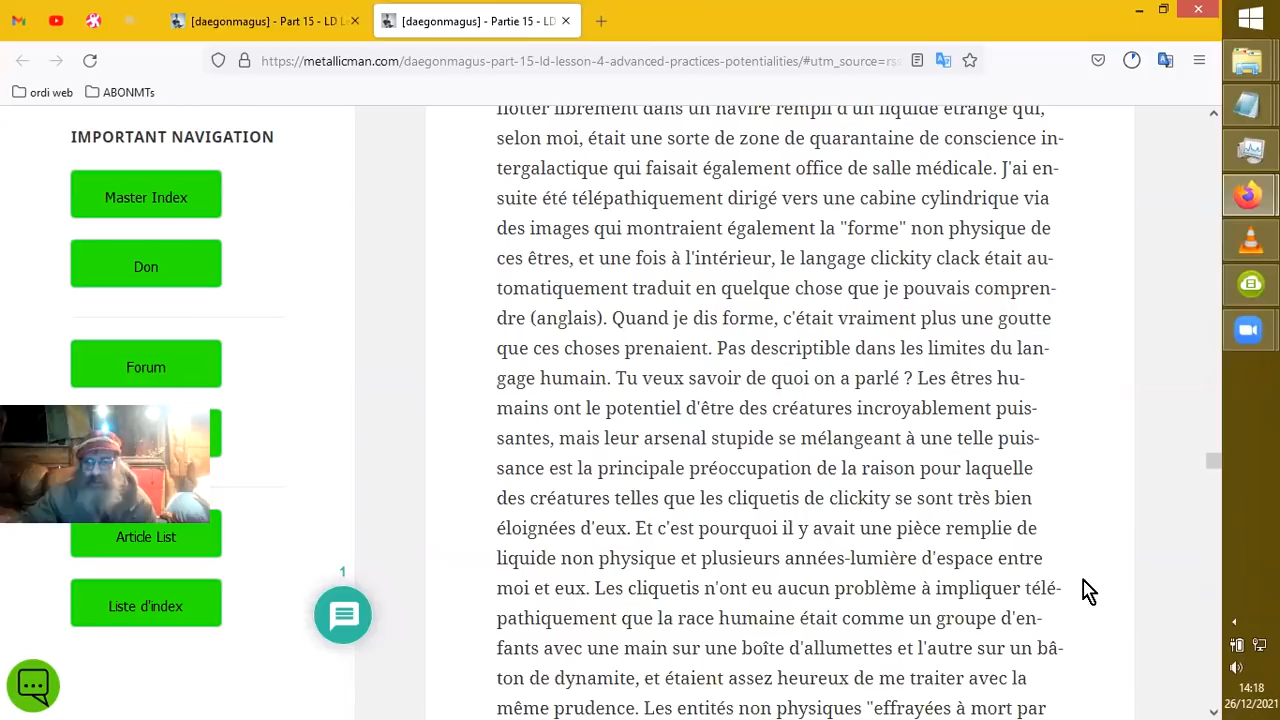 [daegonmagus] - Part 15 - LD L
[daegonmagus] - Partie 15 - LD
https://metallicman.com/daegonmagus-part-15-ld-lesson-4-advanced-practices-potentialities/#utm_source=rss
ordi web
ABONMTs
IMPORTANT NAVIGATION
Master Index
Don
Forum
Article List
Liste d'index
1
flotter librement dans un navire rempli d'un liquide étrange qui,
selon moi, était une sorte de zone de quarantaine de conscience in-
tergalactique qui faisait également office de salle médicale. J'ai en-
suite été télépathiquement dirigé vers une cabine cylindrique via
des images qui montraient également la "forme" non physique de
ces êtres, et une fois à l'intérieur, le langage clickity clack était au-
tomatiquement traduit en quelque chose que je pouvais compren-
dre (anglais). Quand je dis forme, c'était vraiment plus une goutte
que ces choses prenaient. Pas descriptible dans les limites du lan-
gage humain. Tu veux savoir de quoi on a parlé ? Les êtres hu-
mains ont le potentiel d'être des créatures incroyablement puis-
santes, mais leur arsenal stupide se mélangeant à une telle puis-
sance est la principale préoccupation de la raison pour laquelle
des créatures telles que les cliquetis de clickity se sont très bien
éloignées d'eux. Et c'est pourquoi il y avait une pièce remplie de
liquide non physique et plusieurs années-lumière d'espace entre
moi et eux. Les cliquetis n'ont eu aucun problème à impliquer télé-
pathiquement que la race humaine était comme un groupe d'en-
fants avec une main sur une boîte d'allumettes et l'autre sur un bâ-
ton de dynamite, et étaient assez heureux de me traiter avec la
même prudence. Les entités non physiques "effrayées à mort par
14:18
26/12/2021